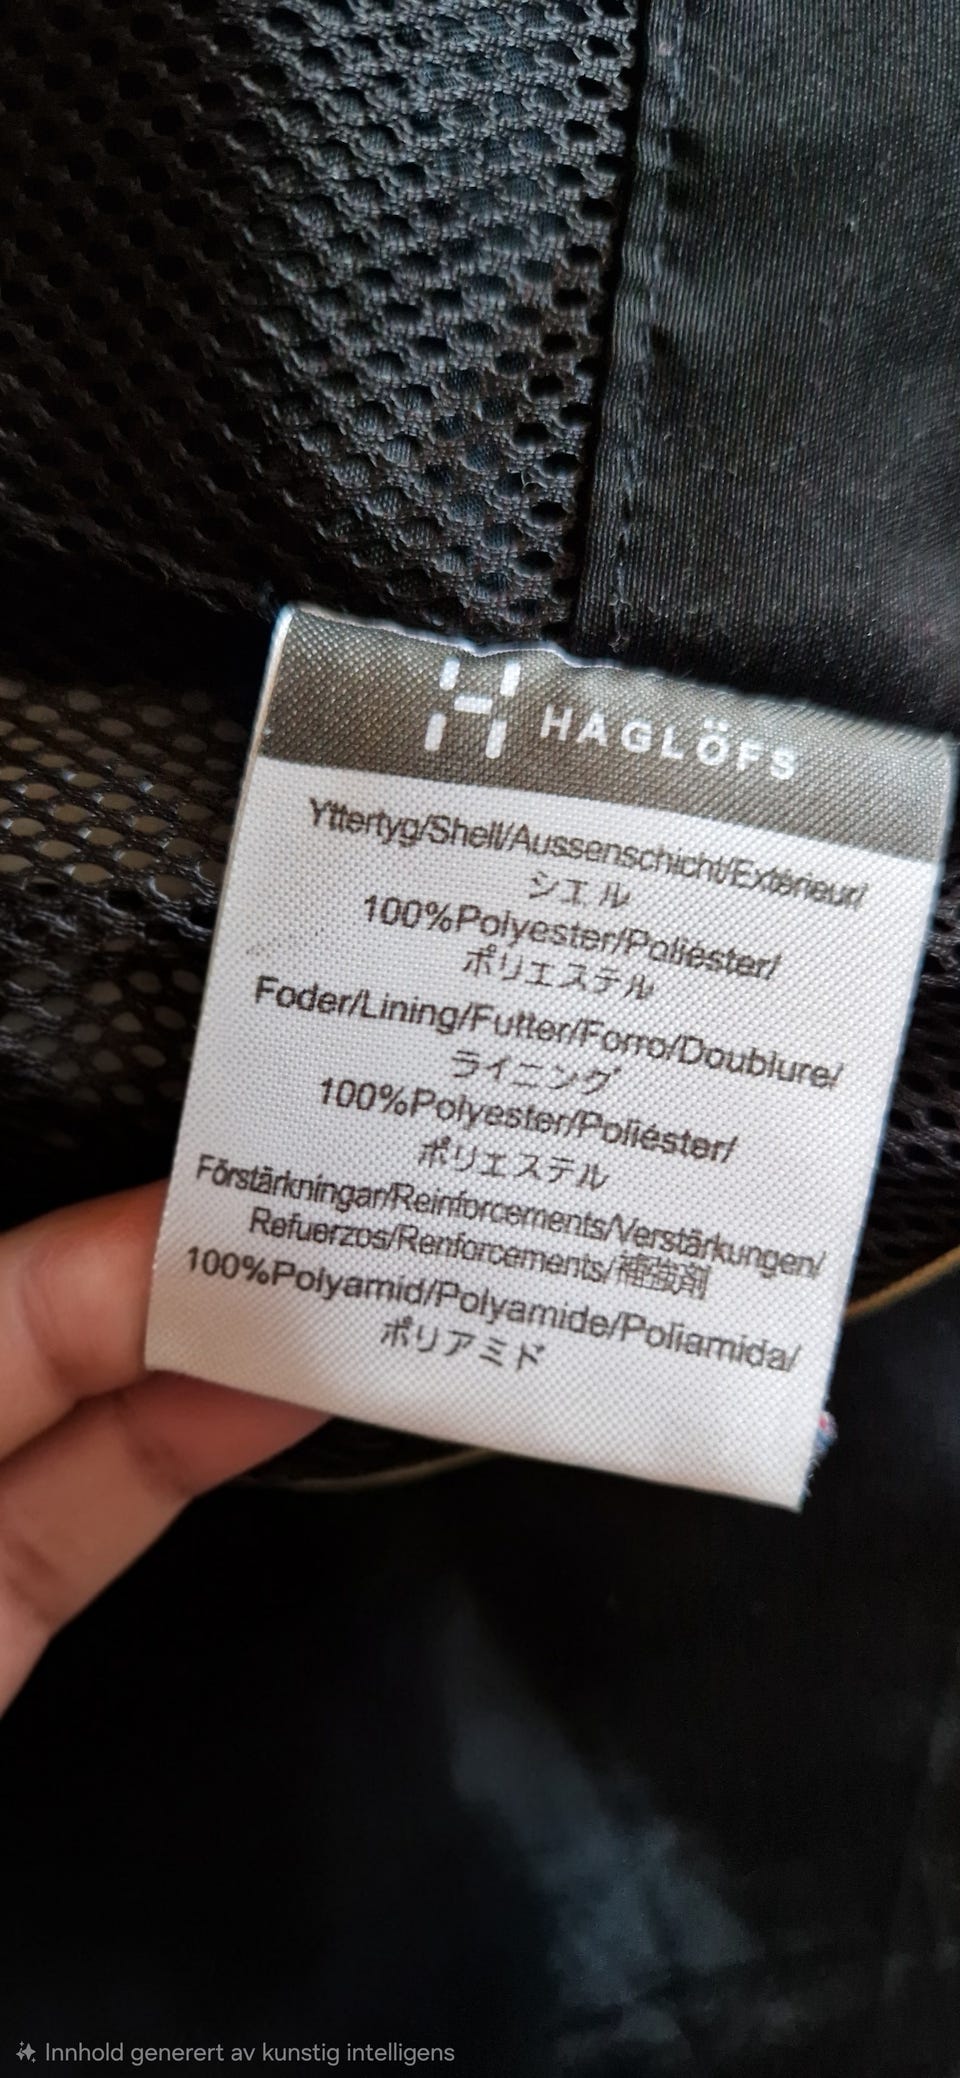 HAGLÖFS
Yttertyg/Shell/Aussenschicht/Extérieur/
シェル
100%Polyester/Poliéster/
ポリエステル
Foder/Lining/Futter/Forro/Doublure/
ライニング
100%Polyester/Poliéster/
ポリエステル
Förstärkningar/Reinforcements/Verstärkungen/
Refuerzos/Renforcements/補強剤
100%Polyamid/Polyamide/Poliamida/
ポリアミド
Innhold generert av kunstig intelligens